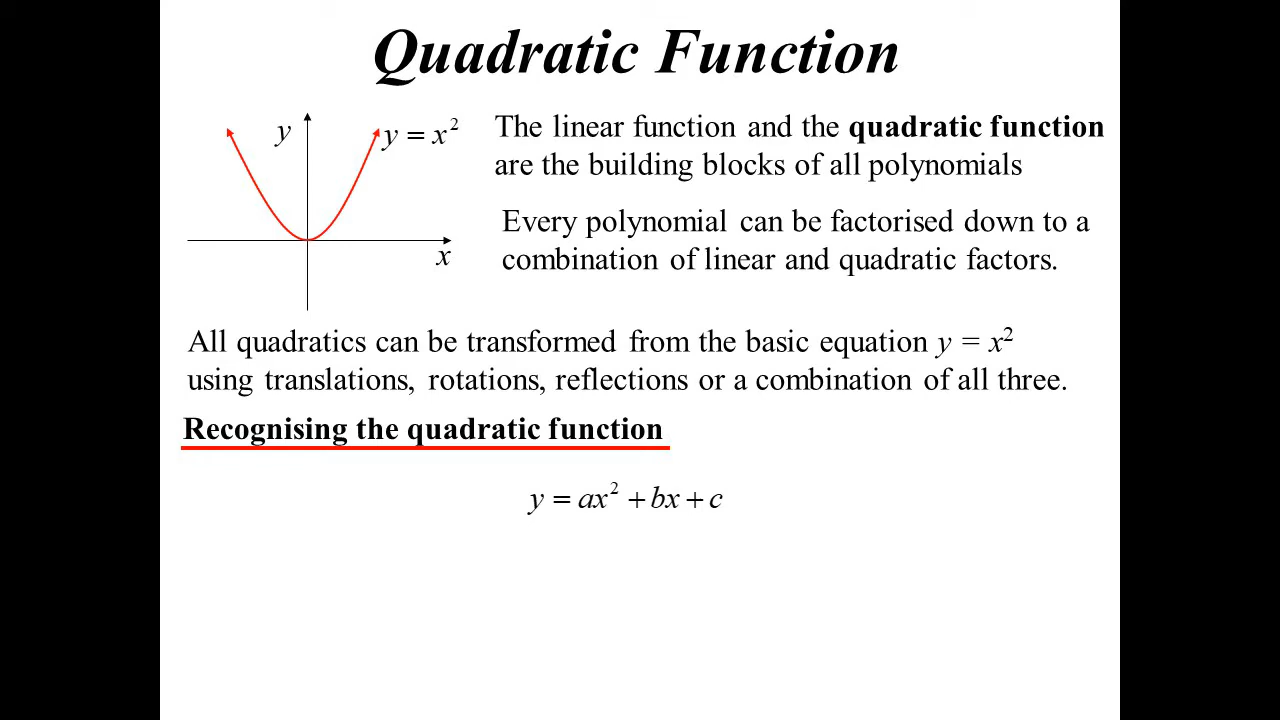 Quadratic Function
y
y = x²
x
The linear function and the quadratic function
are the building blocks of all polynomials
Every polynomial can be factorised down to a
combination of linear and quadratic factors.
All quadratics can be transformed from the basic equation y = x²
using translations, rotations, reflections or a combination of all three.
Recognising the quadratic function
y = ax² + bx + c